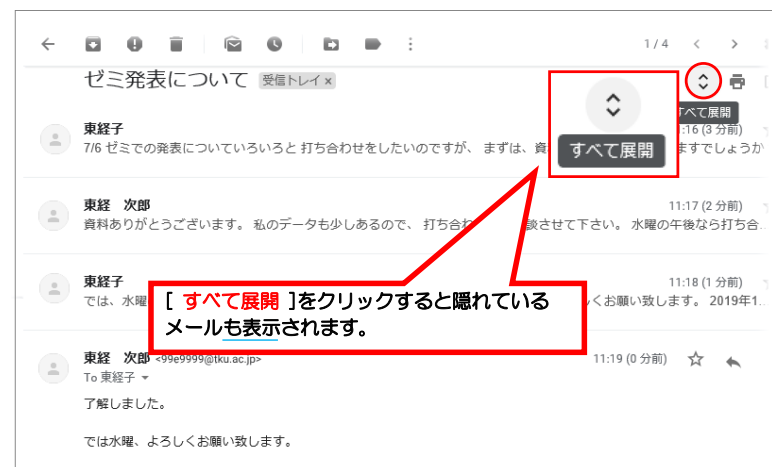 1 / 4
ゼミ発表について 受信トレイ ×
すべて展開
すべて展開
東経子
:16 (3 分前)
7/6 ゼミでの発表についていろいろと 打ち合わせをしたいのですが、 まずは、資 ますでしょうか
東経 次郎
11:17 (2 分前)
資料ありがとうございます。 私のデータも少しあるので、 打ち合わ 談させて下さい。 水曜の午後なら打ち合...
東経子
11:18 (1 分前)
では、水曜 くお願い致します。 2019年1...
[ すべて展開 ]をクリックすると隠れている
メールも表示されます。
東経 次郎 <99e9999@tku.ac.jp>
11:19 (0 分前)
To 東経子
了解しました。
では水曜、よろしくお願い致します。